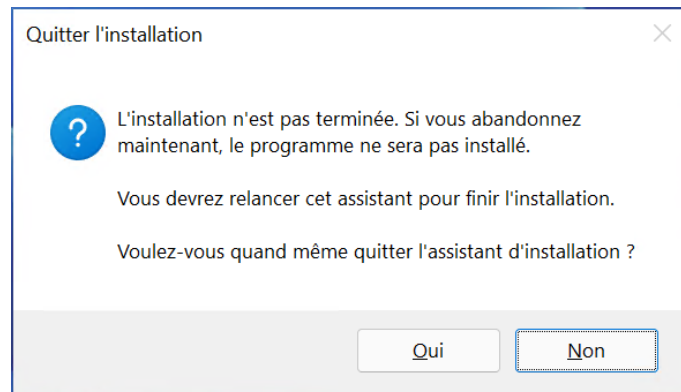 Quitter l'installation
L'installation n'est pas terminée. Si vous abandonnez
maintenant, le programme ne sera pas installé.
Vous devrez relancer cet assistant pour finir l'installation.
Voulez-vous quand même quitter l'assistant d'installation ?
Oui
Non